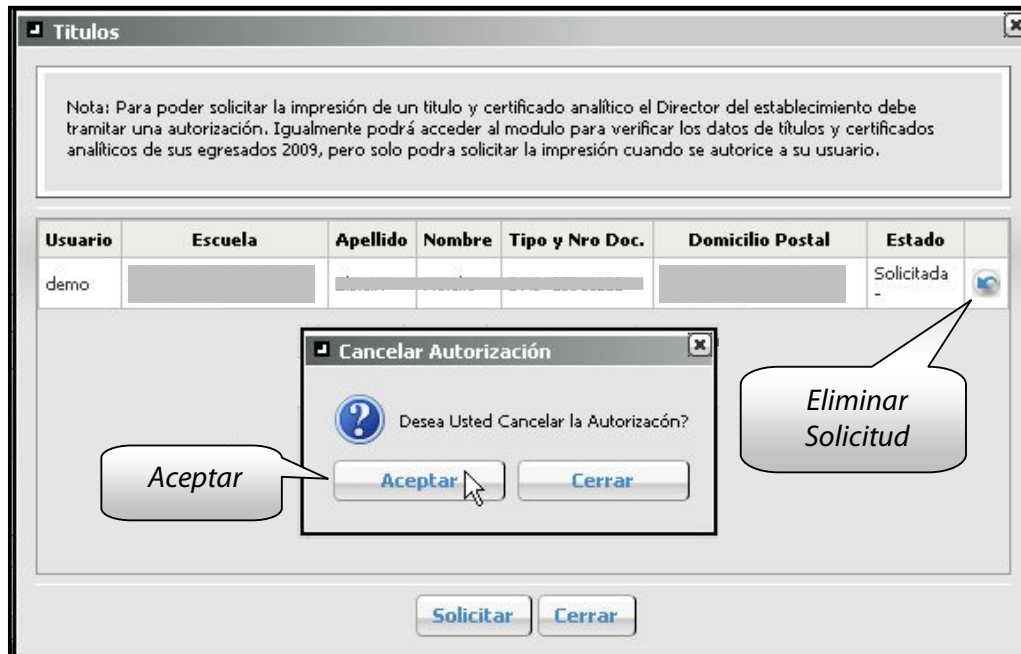 Titulos
Nota: Para poder solicitar la impresión de un titulo y certificado analítico el Director del establecimiento debe
tramitar una autorización. Igualmente podrá acceder al modulo para verificar los datos de títulos y certificados
analíticos de sus egresados 2009, pero solo podra solicitar la impresión cuando se autorice a su usuario.
Usuario Escuela Apellido Nombre Tipo y Nro Doc. Domicilio Postal Estado
demo Solicitada
-
Cancelar Autorización
Desea Usted Cancelar la Autorizacón?
Aceptar Cerrar
Aceptar
Eliminar
Solicitud
Solicitar Cerrar